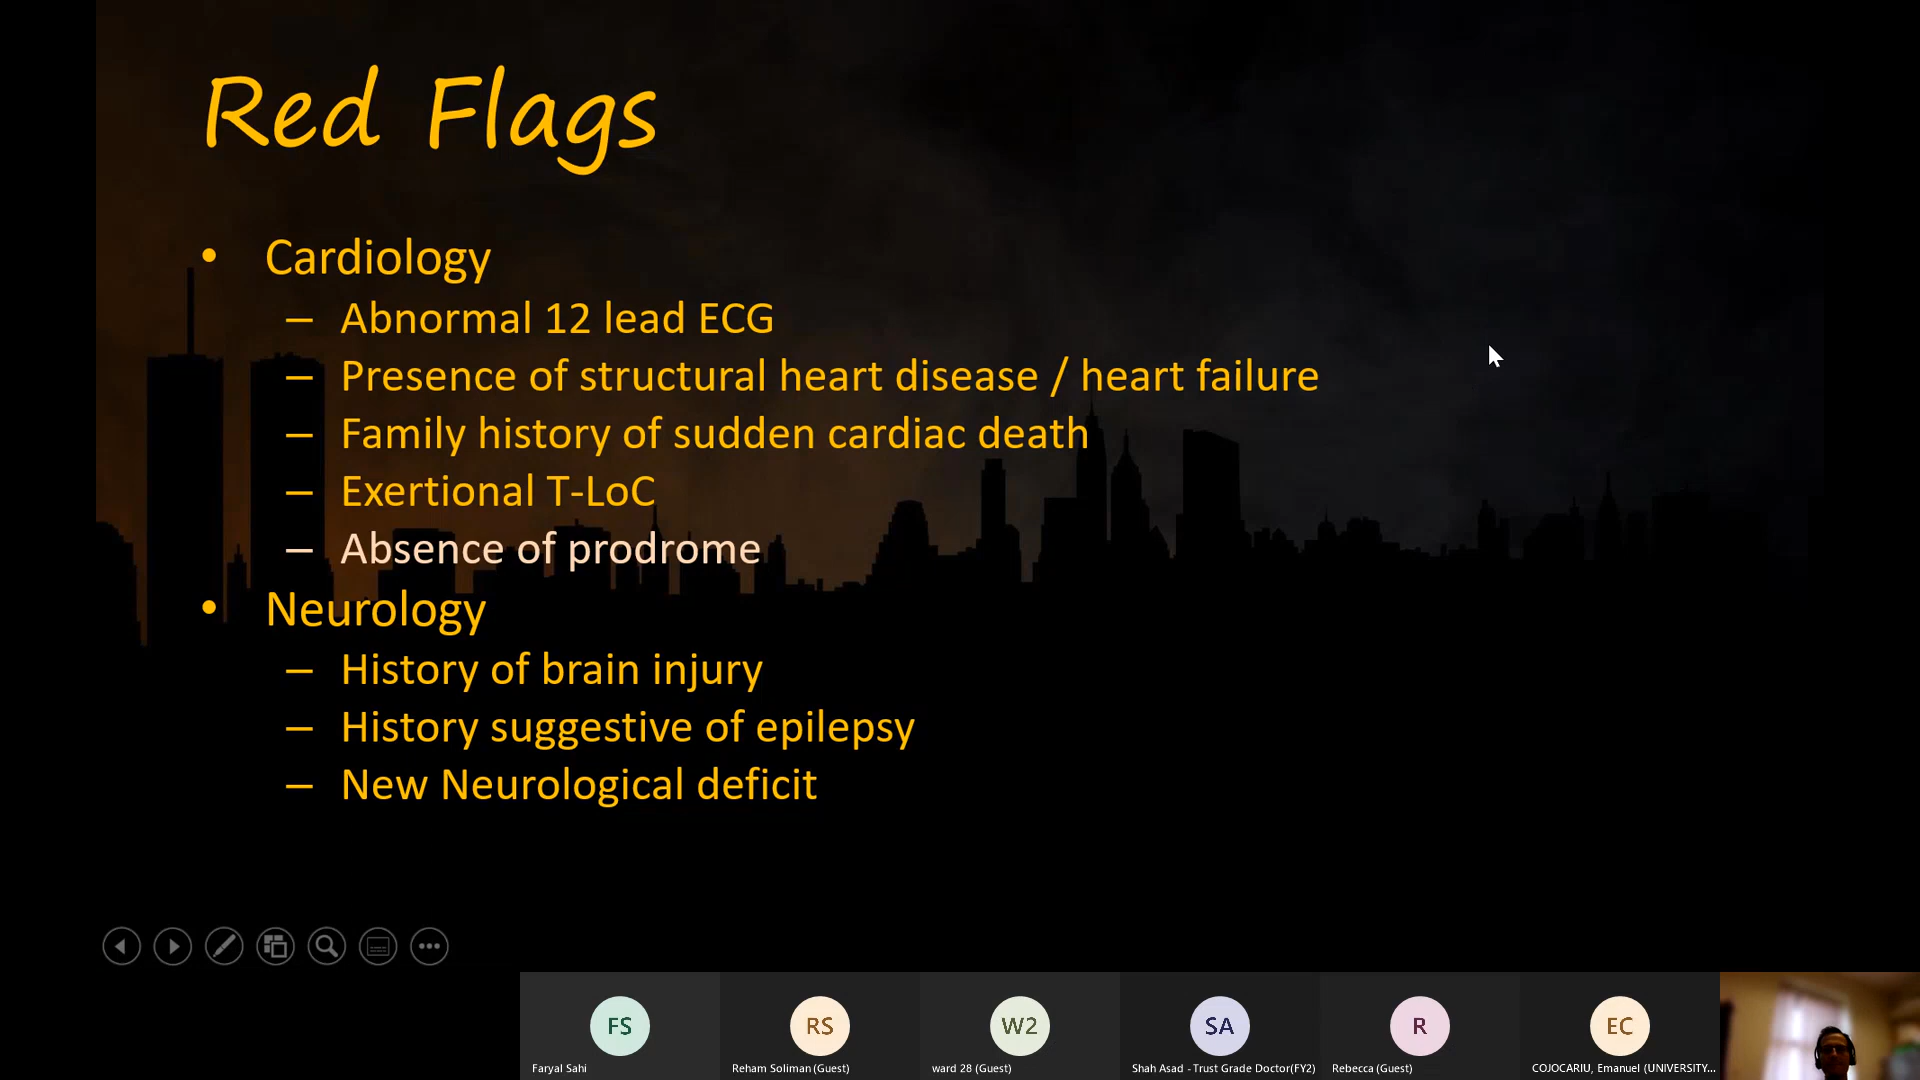 Red Flags
• Cardiology
– Abnormal 12 lead ECG
– Presence of structural heart disease / heart failure
– Family history of sudden cardiac death
– Exertional T-LoC
– Absence of prodrome
• Neurology
– History of brain injury
– History suggestive of epilepsy
– New Neurological deficit
FS
RS
W2
SA
R
EC
Faryal Sahi
Reham Soliman (Guest)
ward 28 (Guest)
Shah Asad - Trust Grade Doctor(FY2)
Rebecca (Guest)
COJOCARIU, Emanuel (UNIVERSITY...